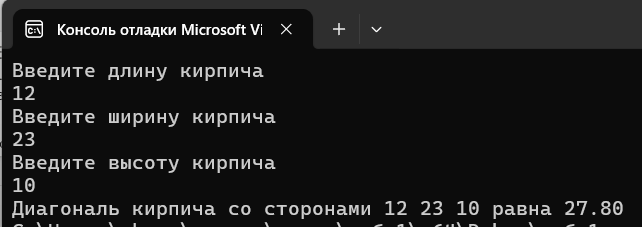 Консоль отладки Microsoft Vi
Введите длину кирпича
12
Введите ширину кирпича
23
Введите высоту кирпича
10
Диагональ кирпича со сторонами 12 23 10 равна 27.80